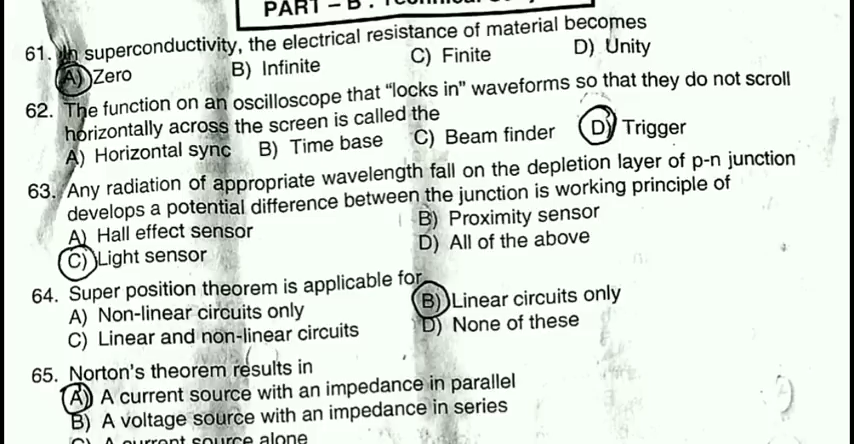 PART – B :
61. In superconductivity, the electrical resistance of material becomes
A) Zero B) Infinite C) Finite D) Unity
62. The function on an oscilloscope that “locks in” waveforms so that they do not scroll
horizontally across the screen is called the
A) Horizontal sync B) Time base C) Beam finder D) Trigger
63. Any radiation of appropriate wavelength fall on the depletion layer of p-n junction
develops a potential difference between the junction is working principle of
A) Hall effect sensor B) Proximity sensor
C) Light sensor D) All of the above
64. Super position theorem is applicable for
A) Non-linear circuits only B) Linear circuits only
C) Linear and non-linear circuits D) None of these
65. Norton's theorem results in
A) A current source with an impedance in parallel
B) A voltage source with an impedance in series
C) A current source alone